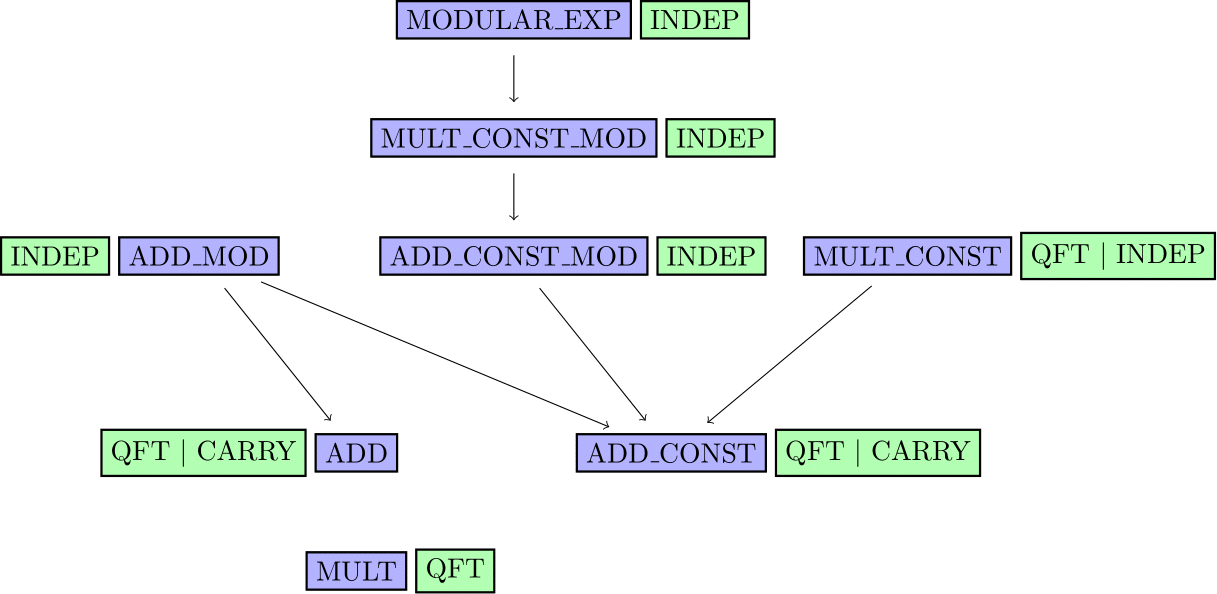 MODULAR_EXP INDEP
MULT_CONST_MOD INDEP
INDEP ADD_MOD ADD_CONST_MOD INDEP MULT_CONST QFT | INDEP
QFT | CARRY ADD ADD_CONST QFT | CARRY
MULT QFT